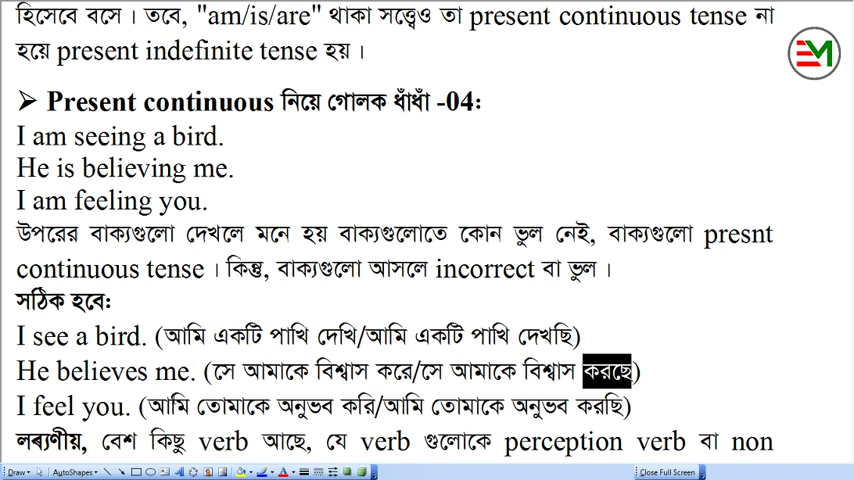 হিসেবে বসে। তবে, "am/is/are" থাকা সত্ত্বেও তা present continuous tense না
হয়ে present indefinite tense হয়।
➢ Present continuous নিয়ে গোলক ধাঁধাঁ -04ঃ
I am seeing a bird.
He is believing me.
I am feeling you.
উপরের বাক্যগুলো দেখলে মনে হয় বাক্যগুলোতে কোন ভুল নেই, বাক্যগুলো presnt
continuous tense। কিন্তু, বাক্যগুলো আসলে incorrect বা ভুল।
সঠিক হবেঃ
I see a bird. (আমি একটি পাখি দেখি/আমি একটি পাখি দেখছি)
He believes me. (সে আমাকে বিশ্বাস করে/সে আমাকে বিশ্বাস করছে)
I feel you. (আমি তোমাকে অনুভব করি/আমি তোমাকে অনুভব করছি)
লৰ্যণীয়, বেশ কিছু verb আছে, যে verb গুলোকে perception verb বা non
EM
Draw AutoShapes Close Full Screen